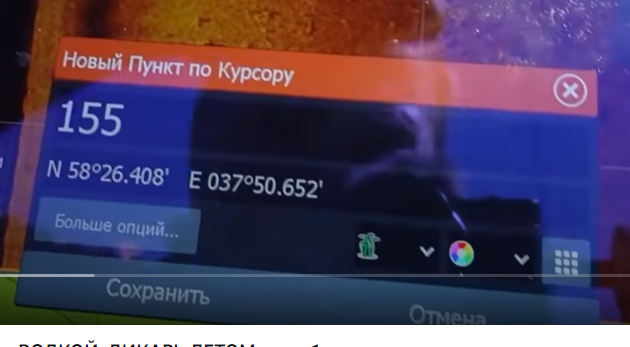 Новый Пункт по Курсору
155
N 58°26.408' E 037°50.652'
Больше опций...
Сохранить Отмена